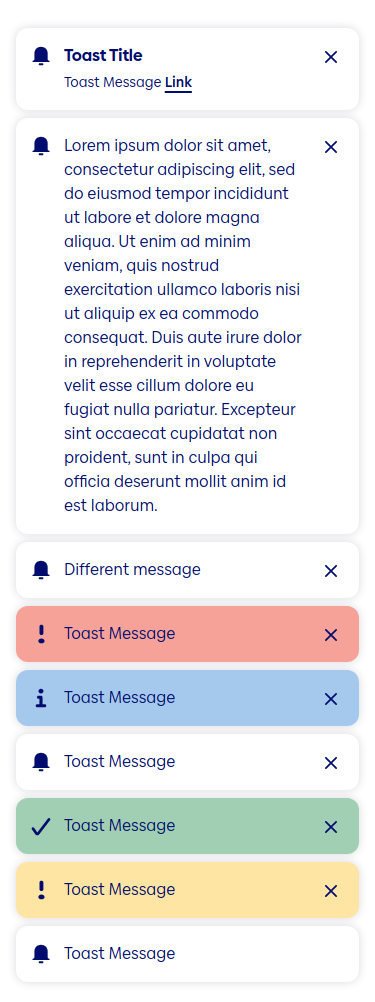 Toast Title
Toast Message Link
Lorem ipsum dolor sit amet,
consectetur adipiscing elit, sed
do eiusmod tempor incididunt
ut labore et dolore magna
aliqua. Ut enim ad minim
veniam, quis nostrud
exercitation ullamco laboris nisi
ut aliquip ex ea commodo
consequat. Duis aute irure dolor
in reprehenderit in voluptate
velit esse cillum dolore eu
fugiat nulla pariatur. Excepteur
sint occaecat cupidatat non
proident, sunt in culpa qui
officia deserunt mollit anim id
est laborum.
Different message
Toast Message
Toast Message
Toast Message
Toast Message
Toast Message
Toast Message